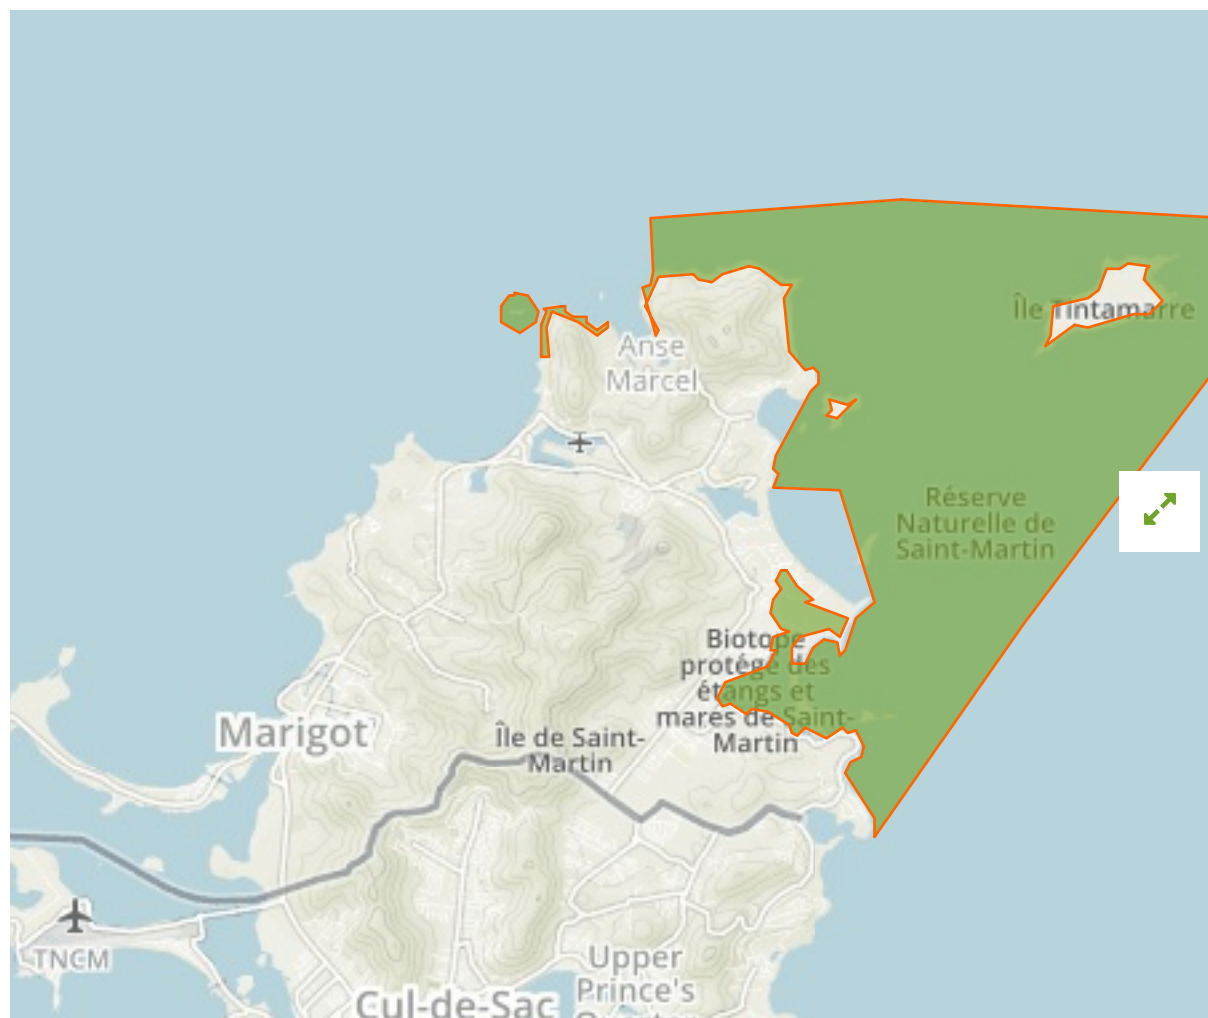 Île Tintamarre
Anse
Marcel
Réserve
Naturelle de
Saint-Martin
Biotope
protégé des
étangs et
mares de Saint-
Martin
Marigot
Île de Saint-
Martin
TNCM
Upper
Prince's
Cul-de-Sac